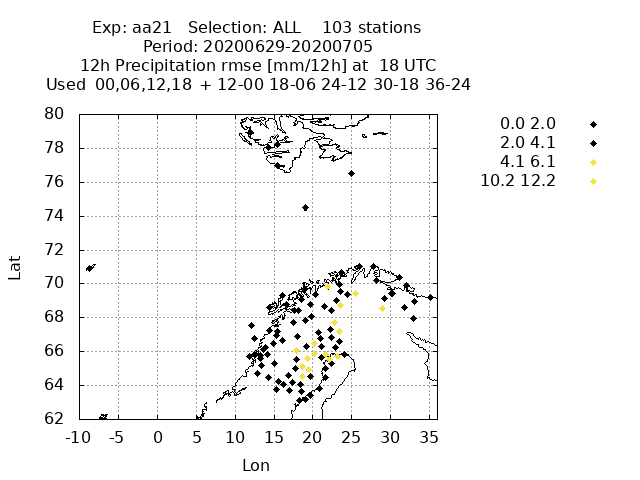 Exp: aa21 Selection: ALL 103 stations
Period: 20200629-20200705
12h Precipitation rmse [mm/12h] at 18 UTC
Used 00,06,12,18 + 12-00 18-06 24-12 30-18 36-24
0.0 2.0
2.0 4.1
4.1 6.1
10.2 12.2
80
78
76
74
72
70
68
66
64
62
Lat
-10 -5 0 5 10 15 20 25 30 35
Lon